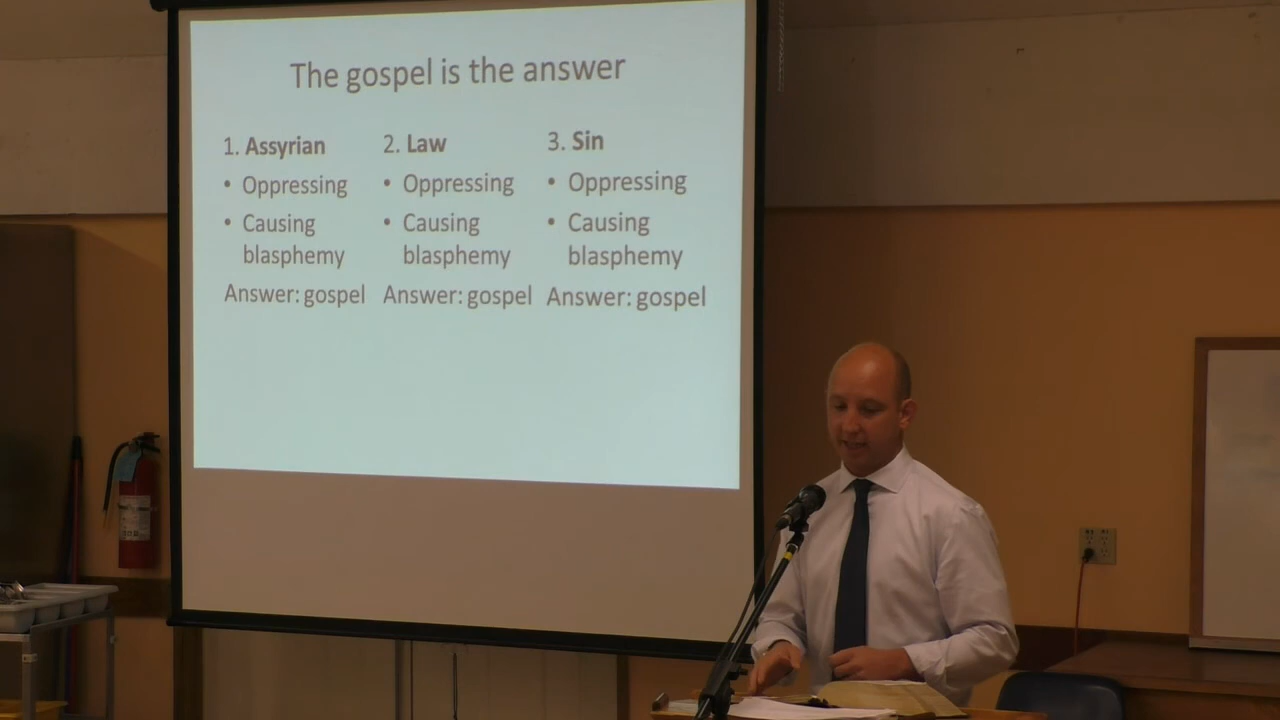 The gospel is the answer
1. Assyrian
• Oppressing
• Causing
blasphemy
Answer: gospel
2. Law
• Oppressing
• Causing
blasphemy
Answer: gospel
3. Sin
• Oppressing
• Causing
blasphemy
Answer: gospel